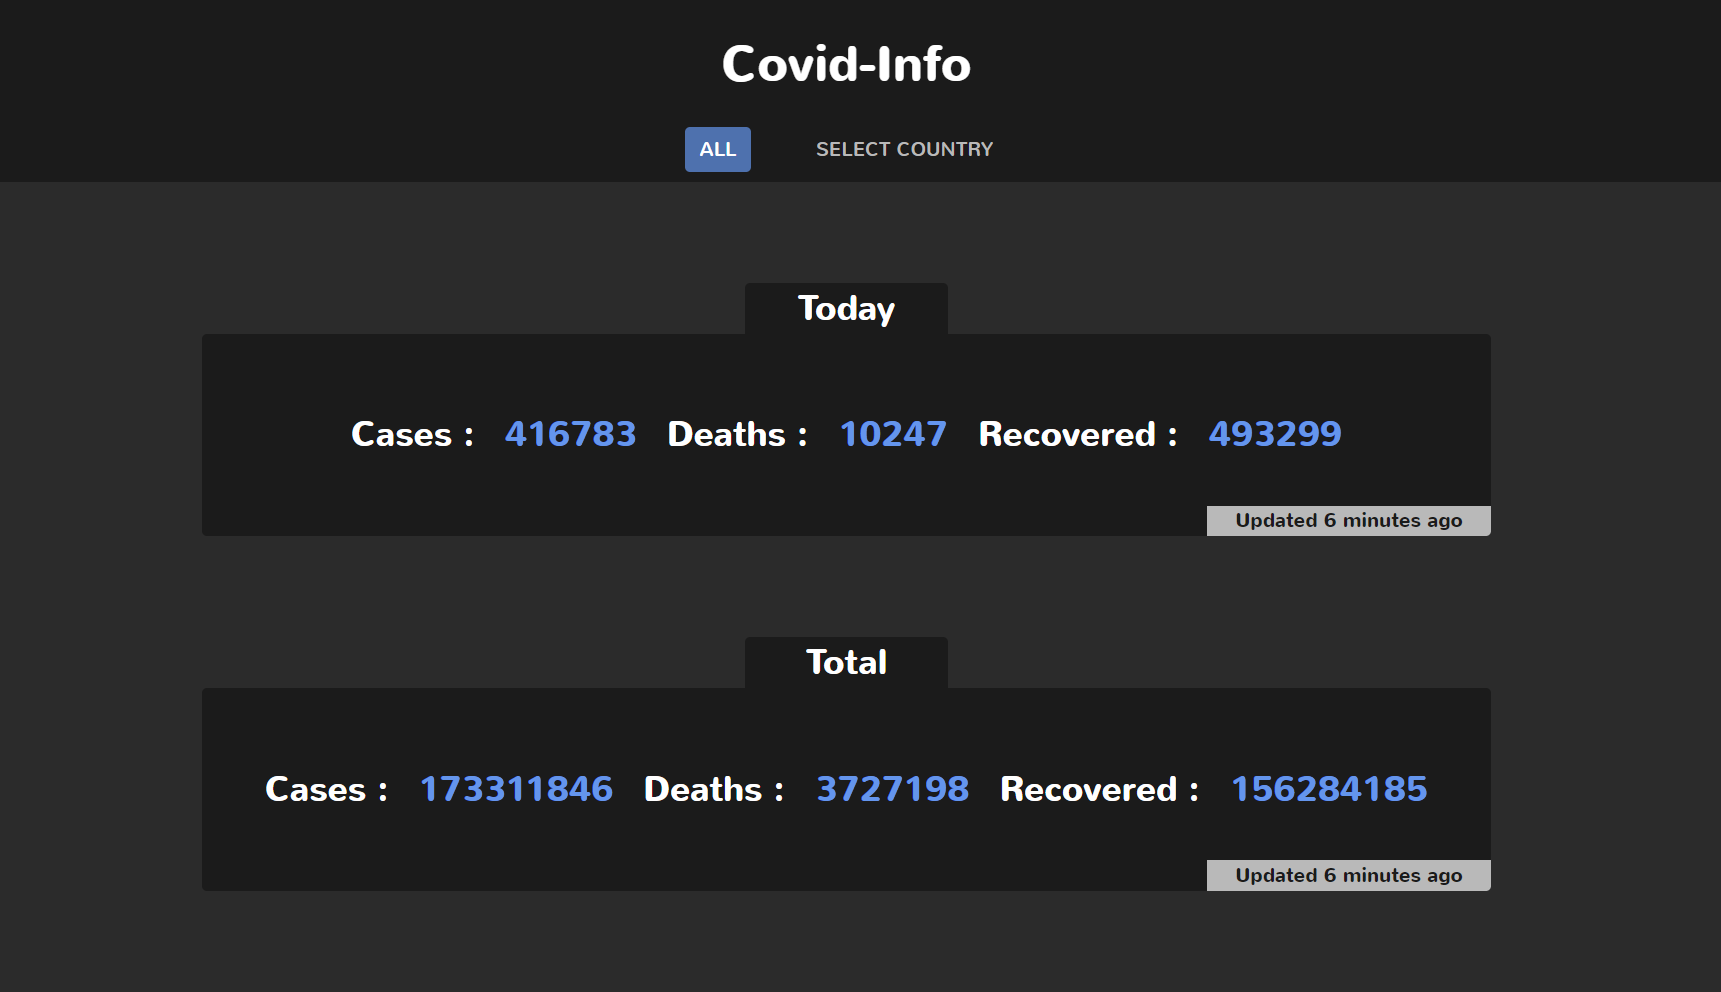 Covid-Info
ALL SELECT COUNTRY
Today
Cases : 416783 Deaths : 10247 Recovered : 493299
Updated 6 minutes ago
Total
Cases : 173311846 Deaths : 3727198 Recovered : 156284185
Updated 6 minutes ago